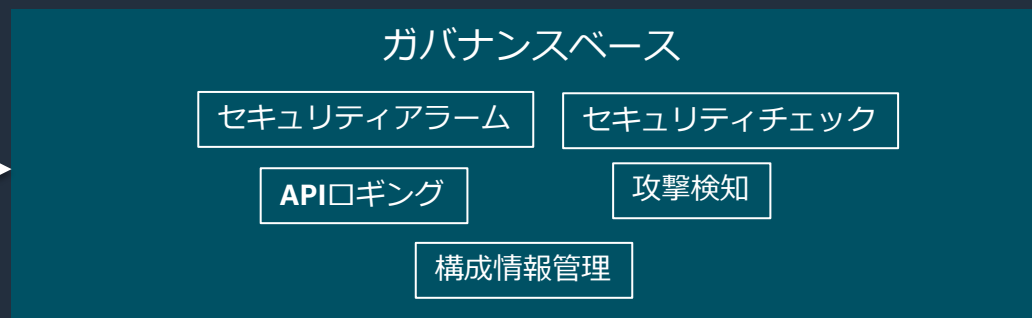 ガバナンスベース
セキュリティアラーム
セキュリティチェック
APIロギング
攻撃検知
構成情報管理